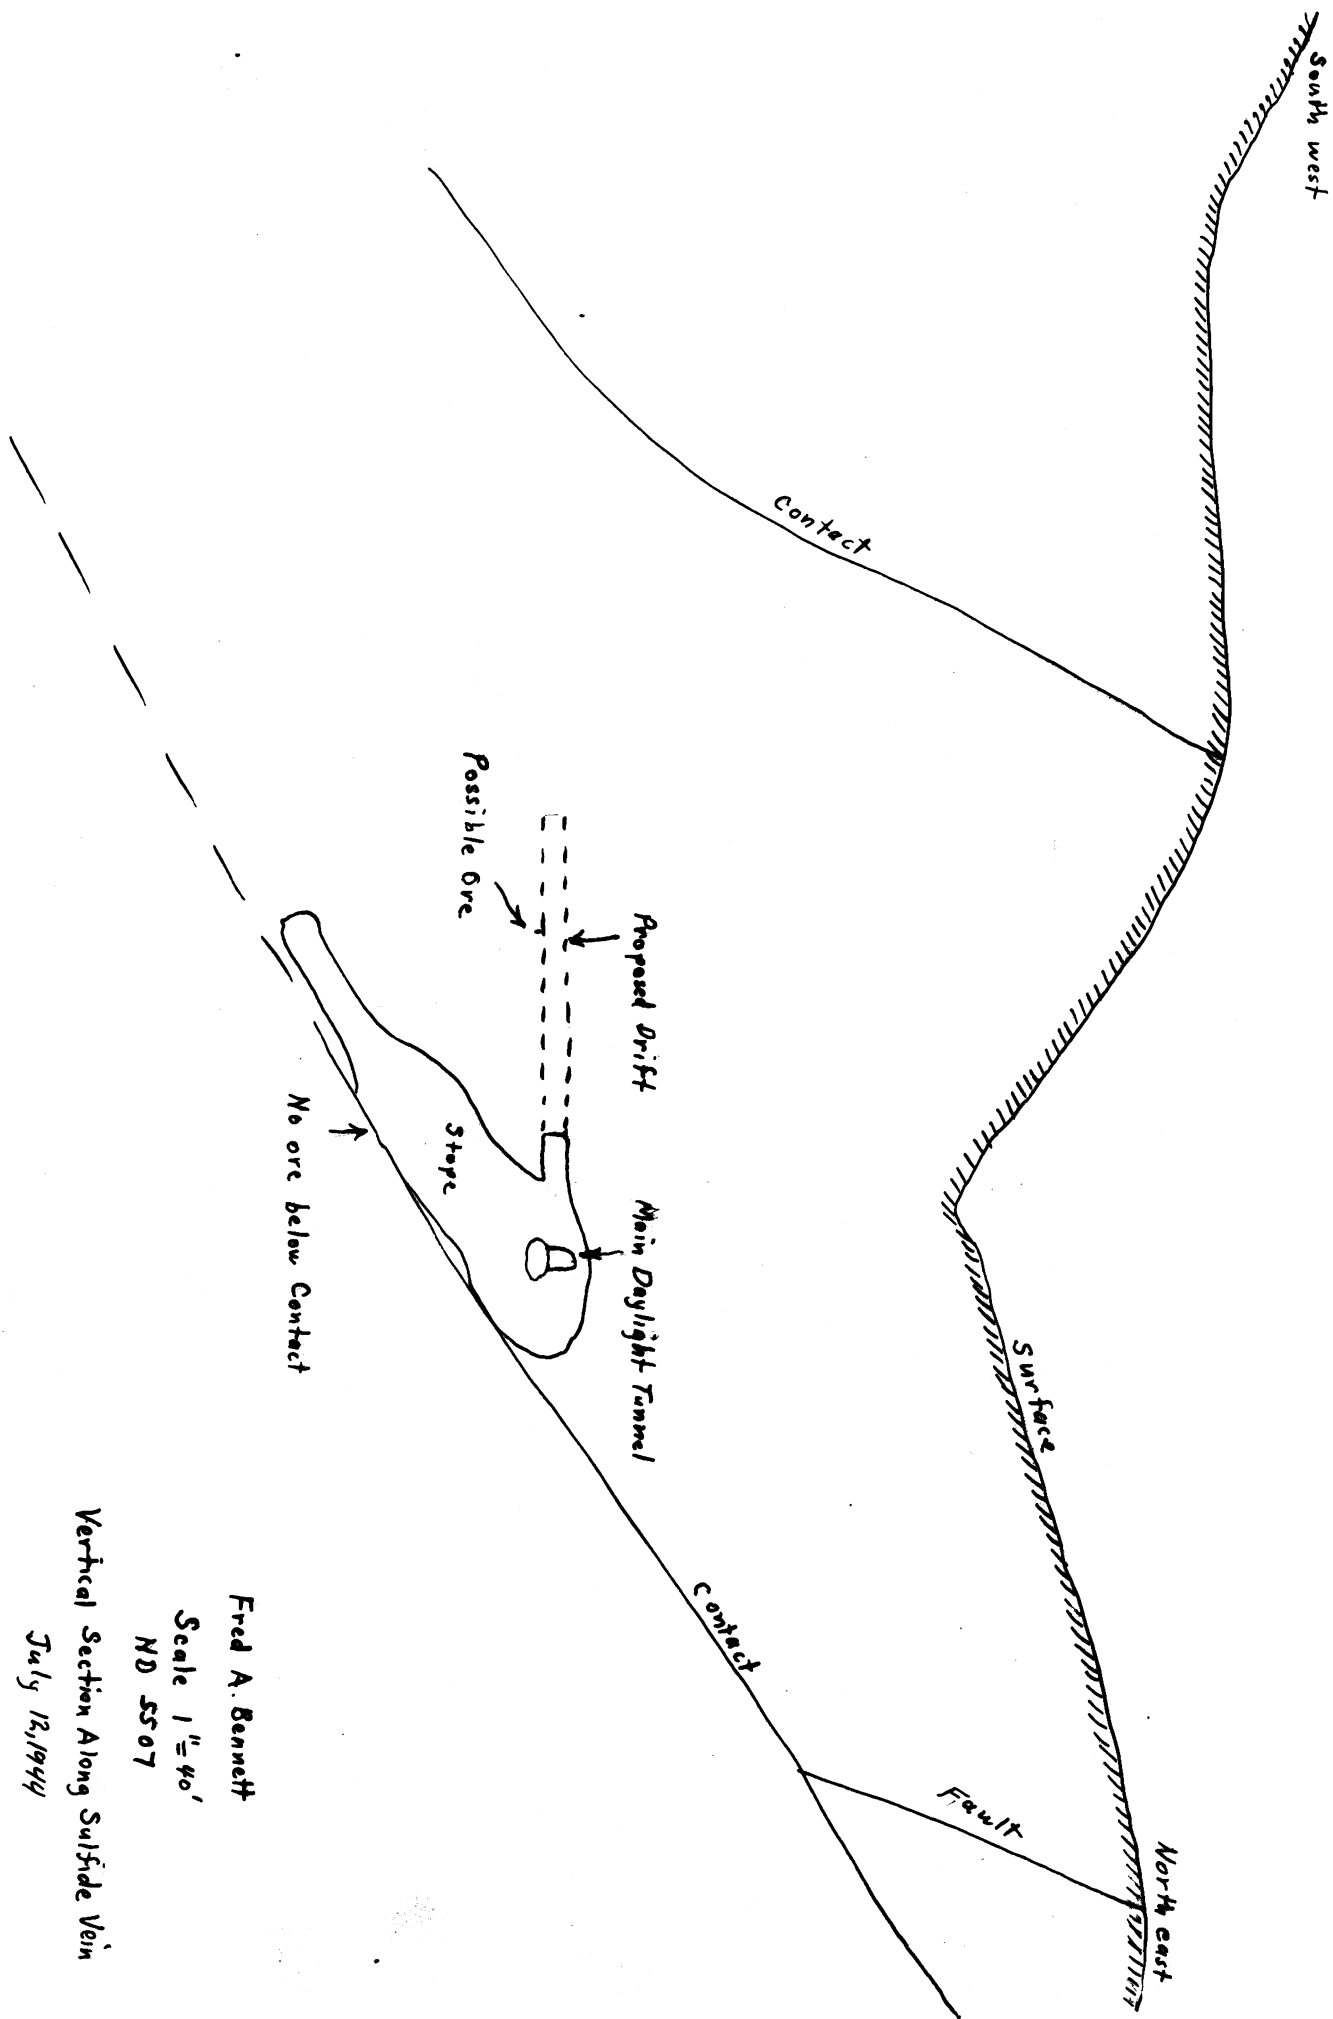 South west
North east
Surface
Contact
Fault
Contact
Proposed Drift
Main Daylight Tunnel
Possible Ore
Stope
No ore below Contact
Fred A. Bennett
Scale 1"=40'
ND 5507
Vertical Section Along Sulfide Vein
July 12, 1944